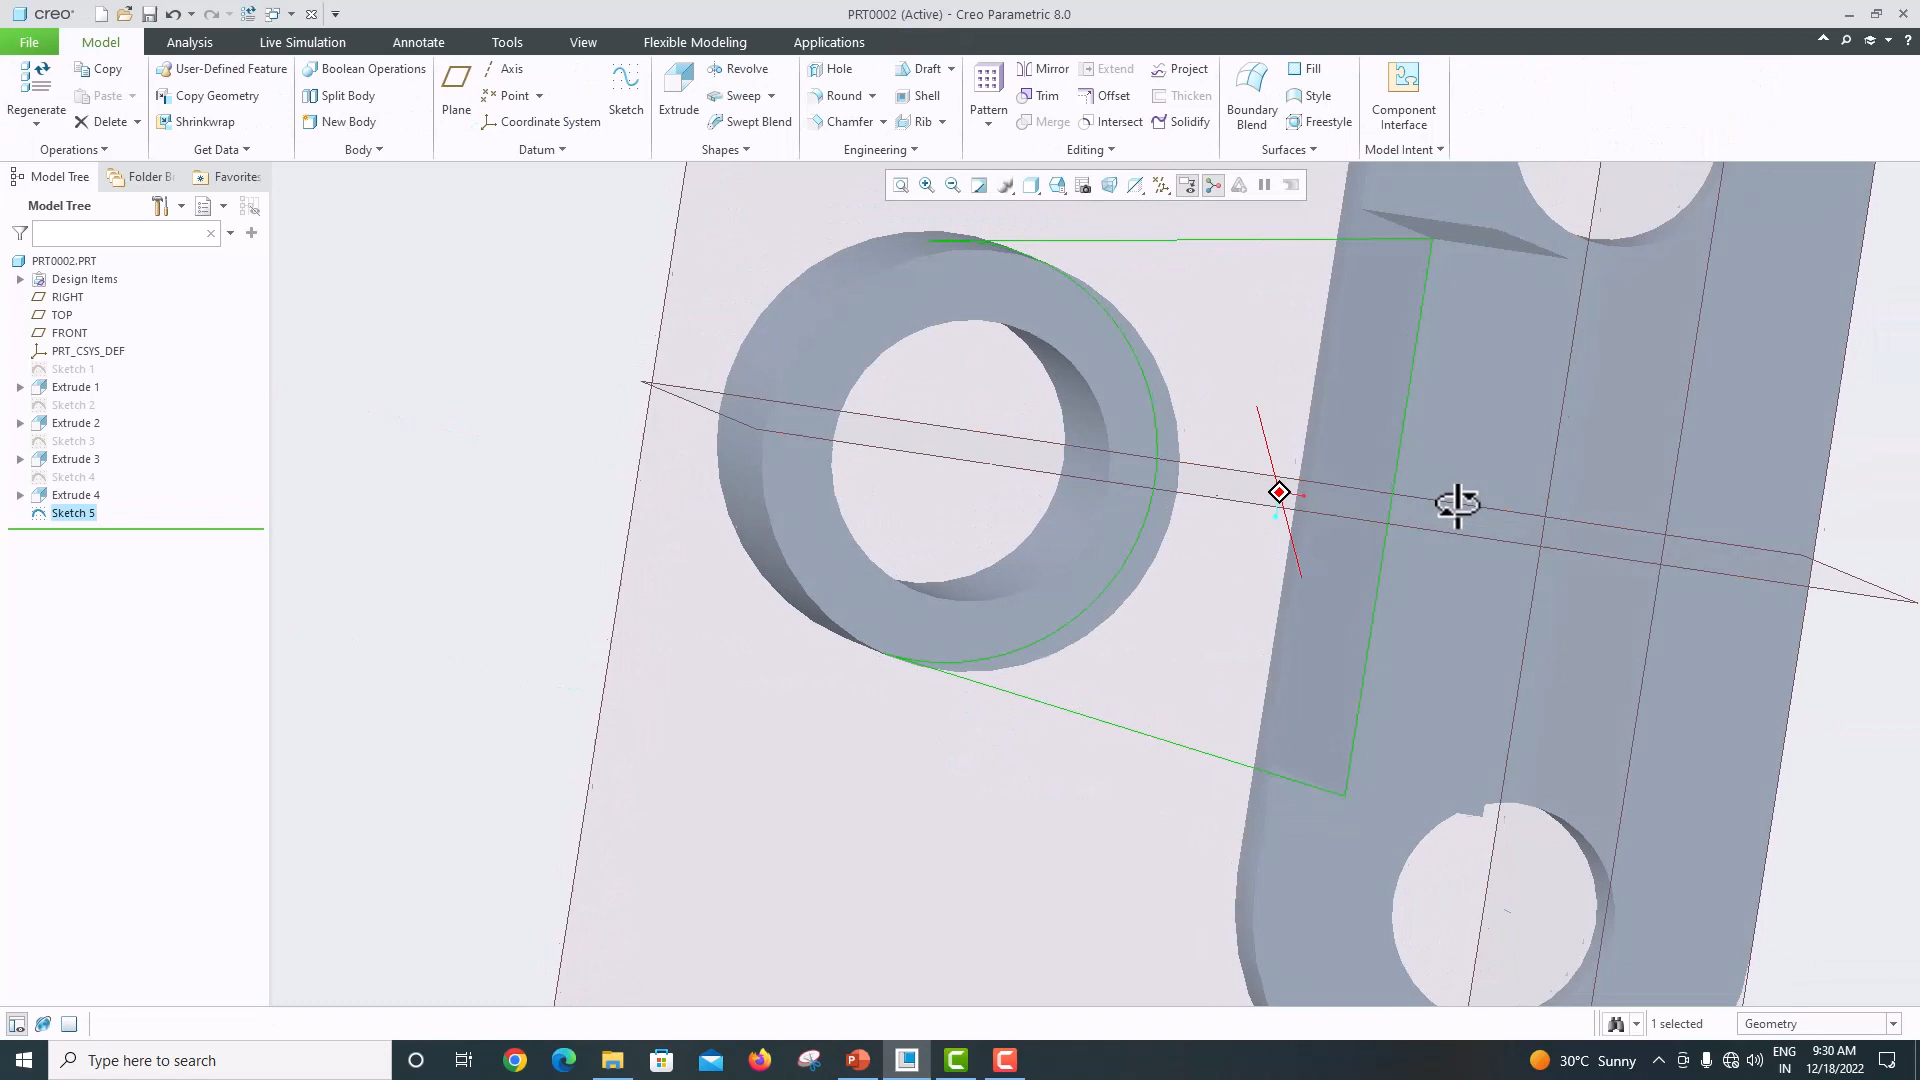 creo
PRT0002 (Active) - Creo Parametric 8.0
File Model Analysis Live Simulation Annotate Tools View Flexible Modeling Applications
Regenerate
Copy
Paste
Delete
Operations
User-Defined Feature
Copy Geometry
Shrinkwrap
Get Data
Boolean Operations
Split Body
New Body
Body
Plane
Axis
Point
Coordinate System
Sketch
Datum
Extrude
Revolve
Sweep
Swept Blend
Shapes
Hole
Round
Chamfer
Draft
Shell
Rib
Engineering
Pattern
Mirror
Trim
Merge
Extend
Offset
Intersect
Project
Thicken
Solidify
Editing
Boundary
Blend
Fill
Style
Freestyle
Surfaces
Component
Interface
Model Intent
Model Tree Folder B Favorites
Model Tree
PRT0002.PRT
Design Items
RIGHT
TOP
FRONT
PRT_CSYS_DEF
Sketch 1
Extrude 1
Sketch 2
Extrude 2
Sketch 3
Extrude 3
Sketch 4
Extrude 4
Sketch 5
1 selected
Geometry
Type here to search
30°C Sunny
ENG
IN
9:30 AM
12/18/2022